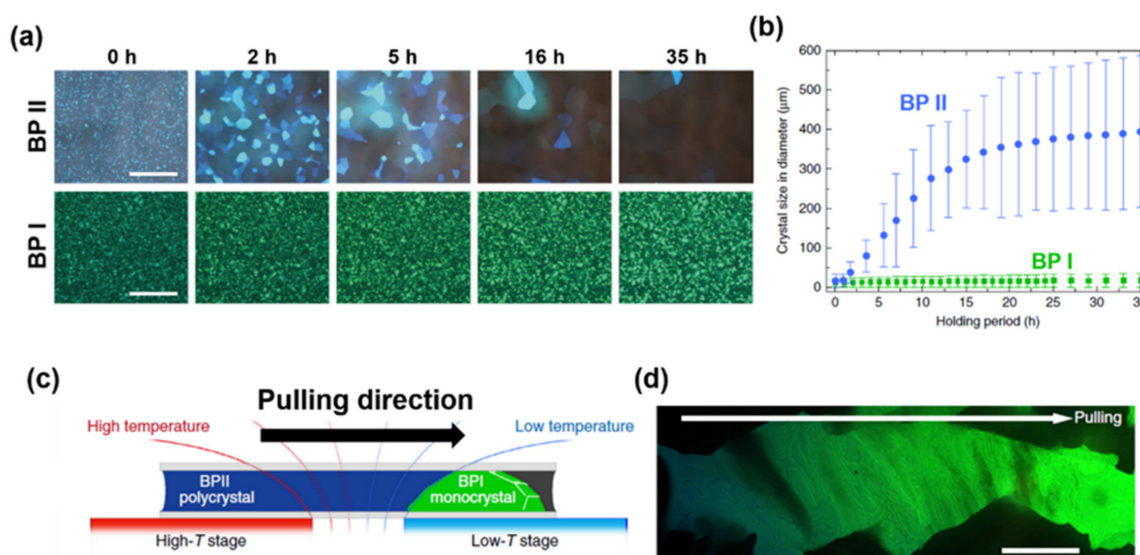 (a)
0 h 2 h 5 h 16 h 35 h
BP II
BP I
(b)
600
500
400
300
200
100
0
Crystal size in diameter (μm)
BP II
BP I
0 5 10 15 20 25 30
Holding period (h)
(c)
Pulling direction
High temperature
Low temperature
BPII
polycrystal
BPI
monocrystal
High-T stage
Low-T stage
(d)
Pulling